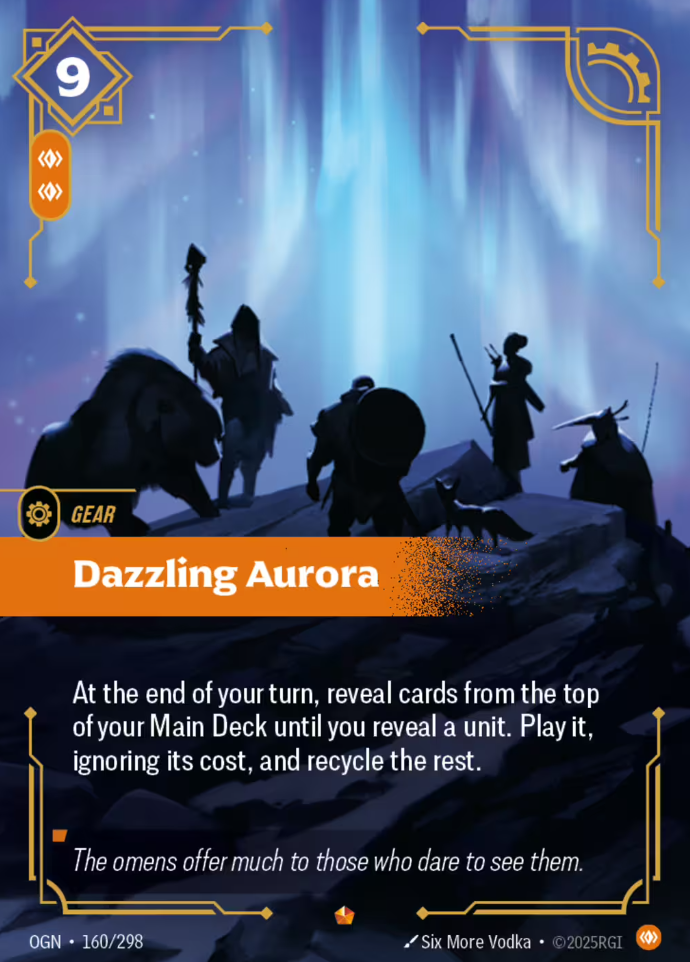 9
GEAR
Dazzling Aurora
At the end of your turn, reveal cards from the top
of your Main Deck until you reveal a unit. Play it,
ignoring its cost, and recycle the rest.
The omens offer much to those who dare to see them.
OGN • 160/298
Six More Vodka • ©2025RGI